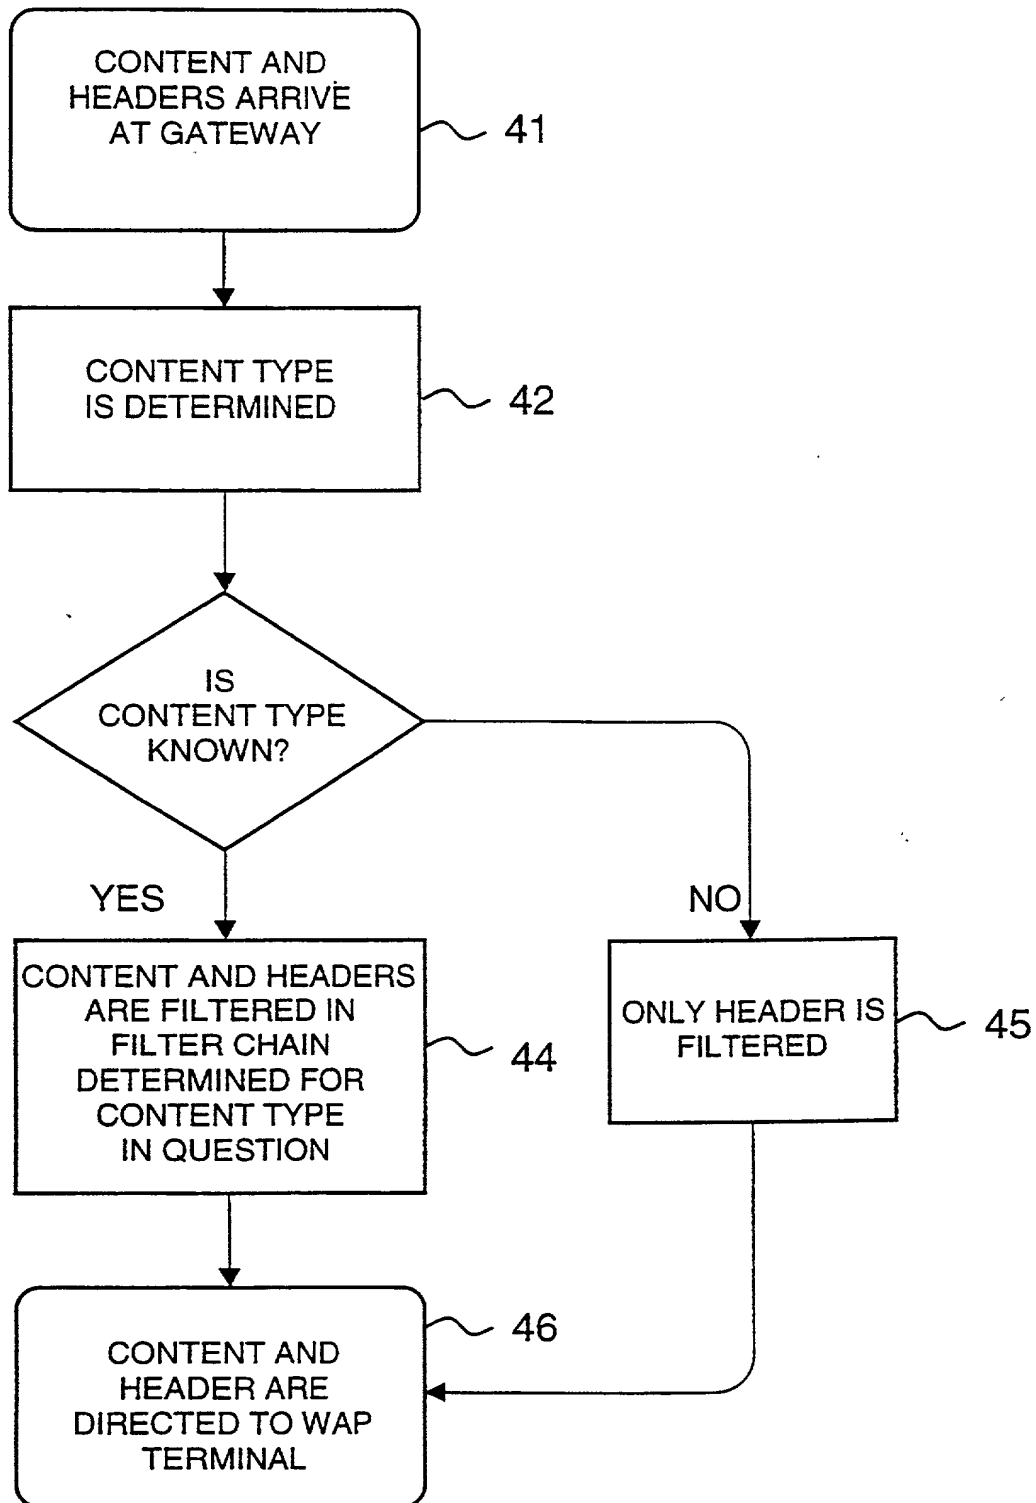 CONTENT AND
HEADERS ARRIVE
AT GATEWAY
41
CONTENT TYPE
IS DETERMINED
42
IS
CONTENT TYPE
KNOWN?
YES
NO
CONTENT AND HEADERS
ARE FILTERED IN
FILTER CHAIN
DETERMINED FOR
CONTENT TYPE
IN QUESTION
44
ONLY HEADER IS
FILTERED
45
CONTENT AND
HEADER ARE
DIRECTED TO WAP
TERMINAL
46